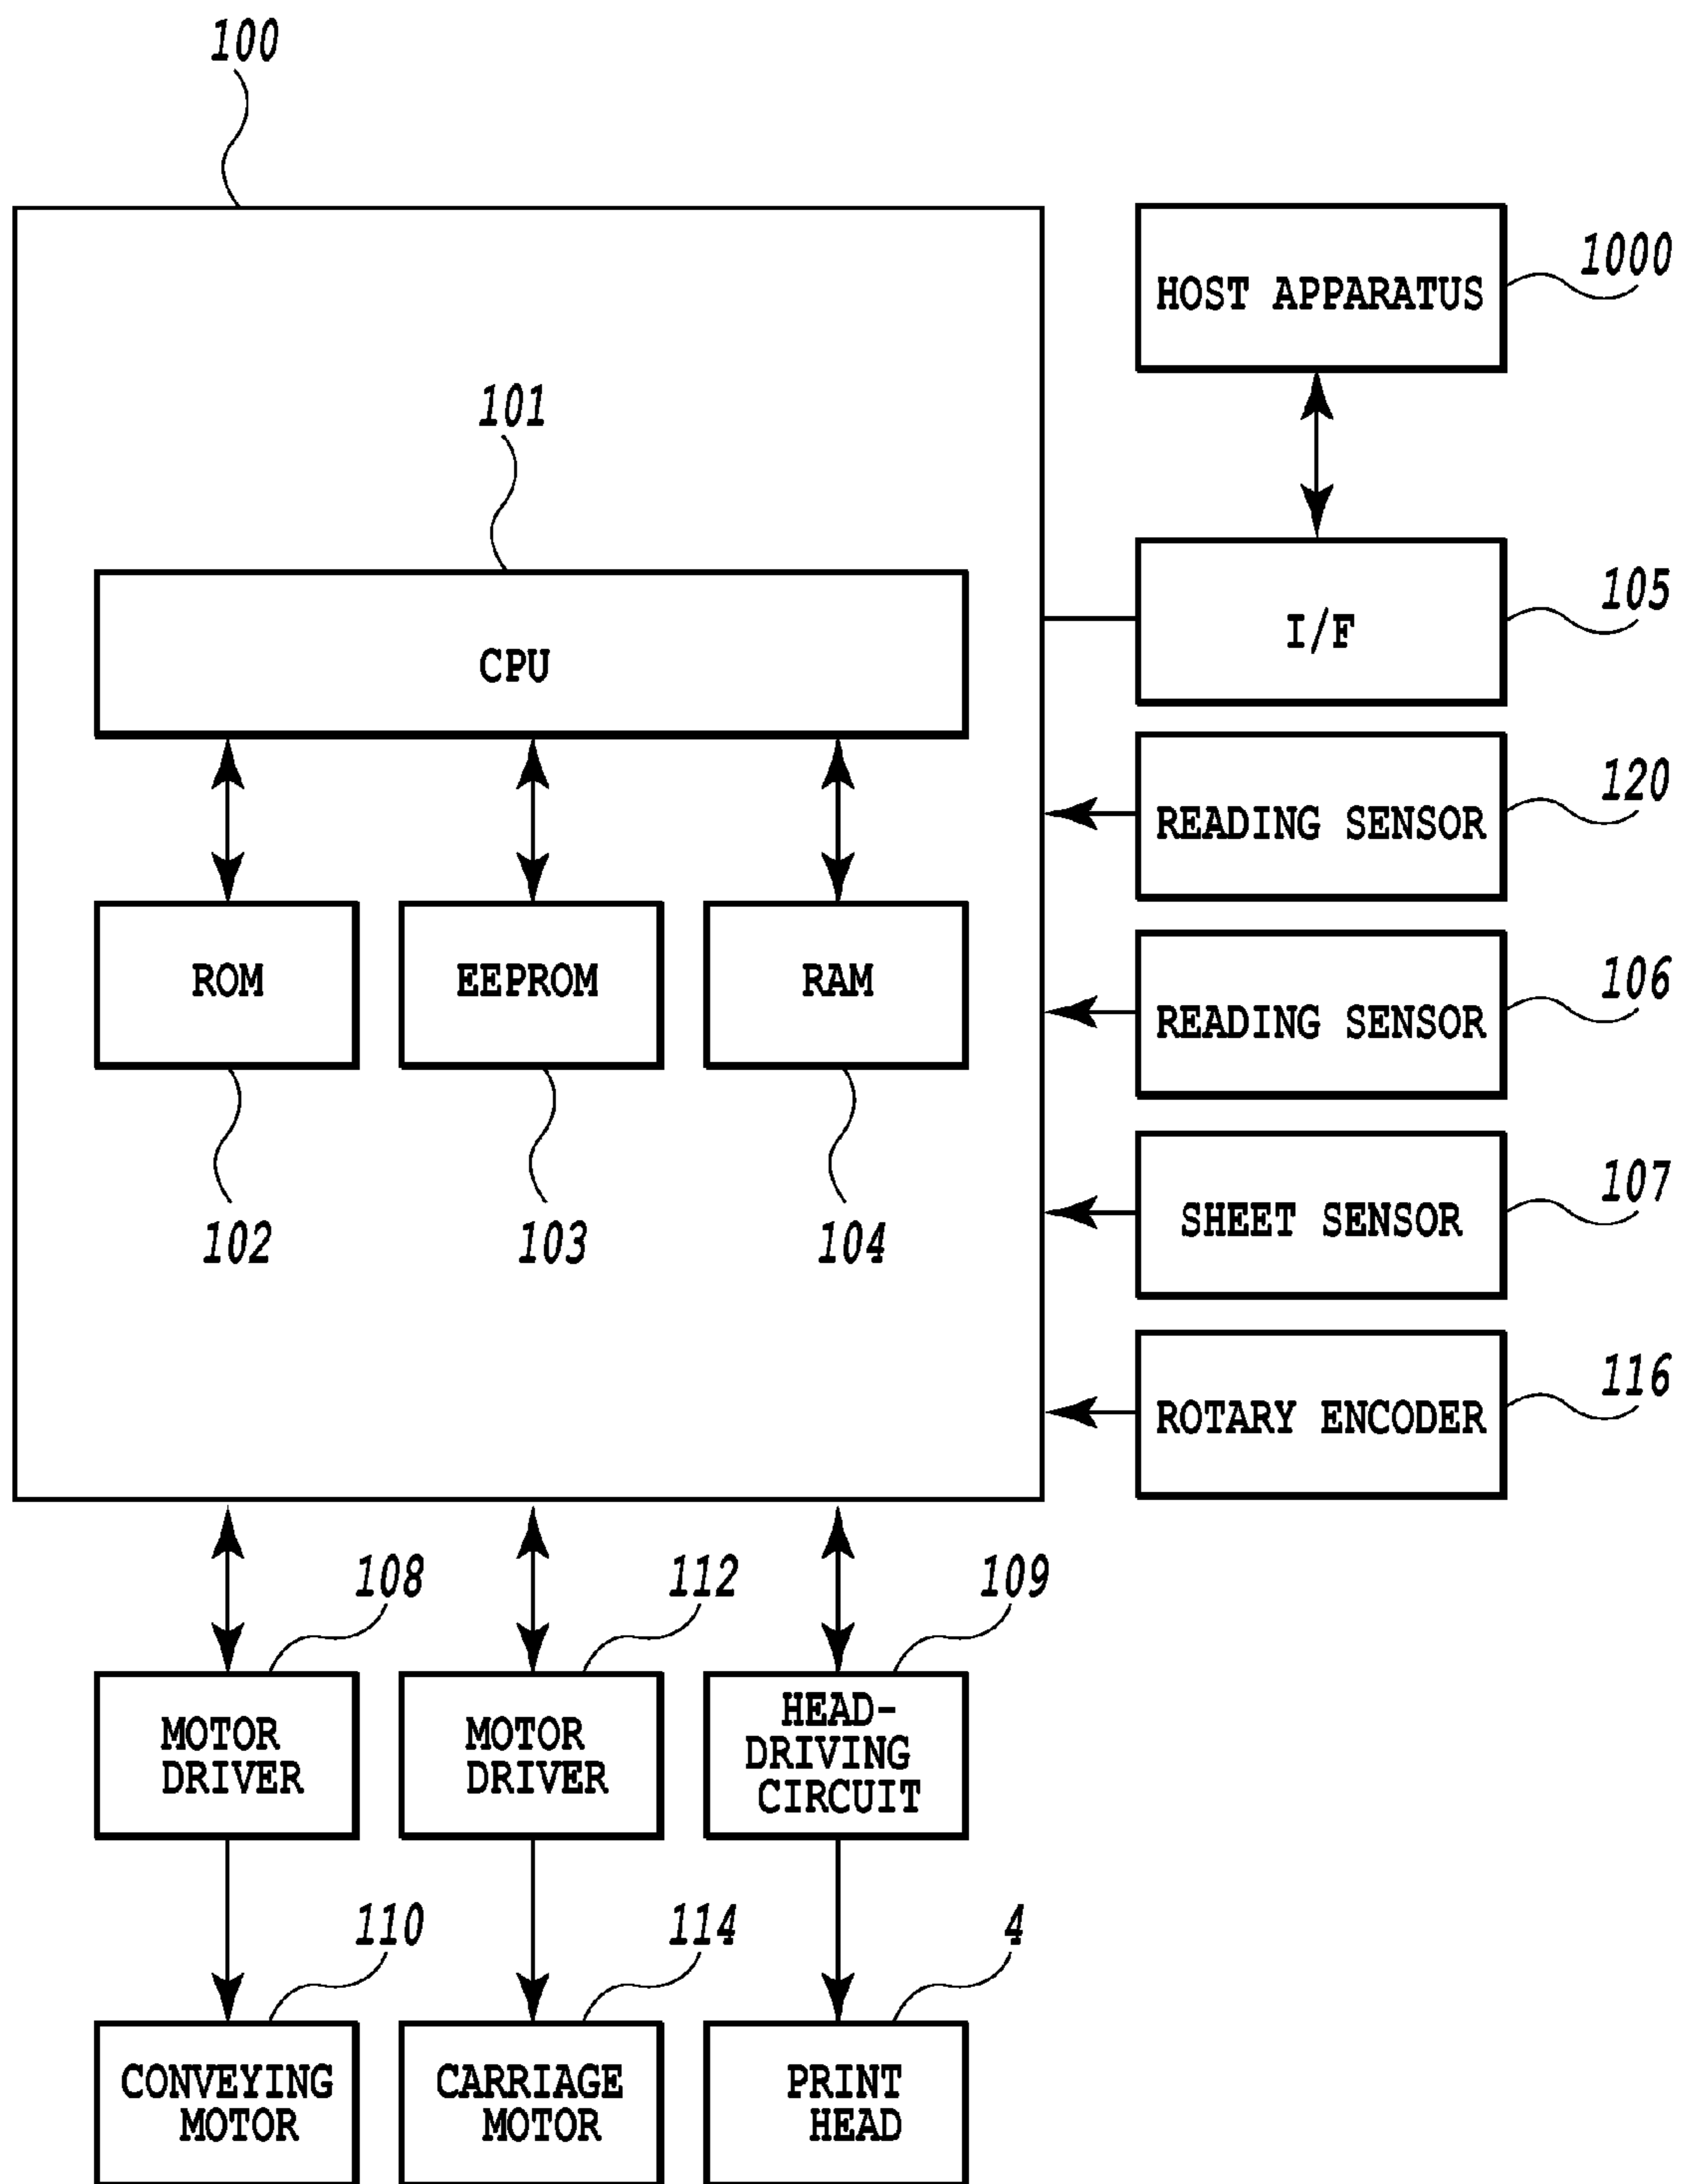 100
1000
HOST APPARATUS
101
105
I/F
CPU
120
READING SENSOR
106
READING SENSOR
ROM
EEPROM
RAM
107
SHEET SENSOR
102
103
104
116
ROTARY ENCODER
108
112
109
MOTOR
DRIVER
MOTOR
DRIVER
HEAD-
DRIVING
CIRCUIT
110
114
4
CONVEYING
MOTOR
CARRIAGE
MOTOR
PRINT
HEAD